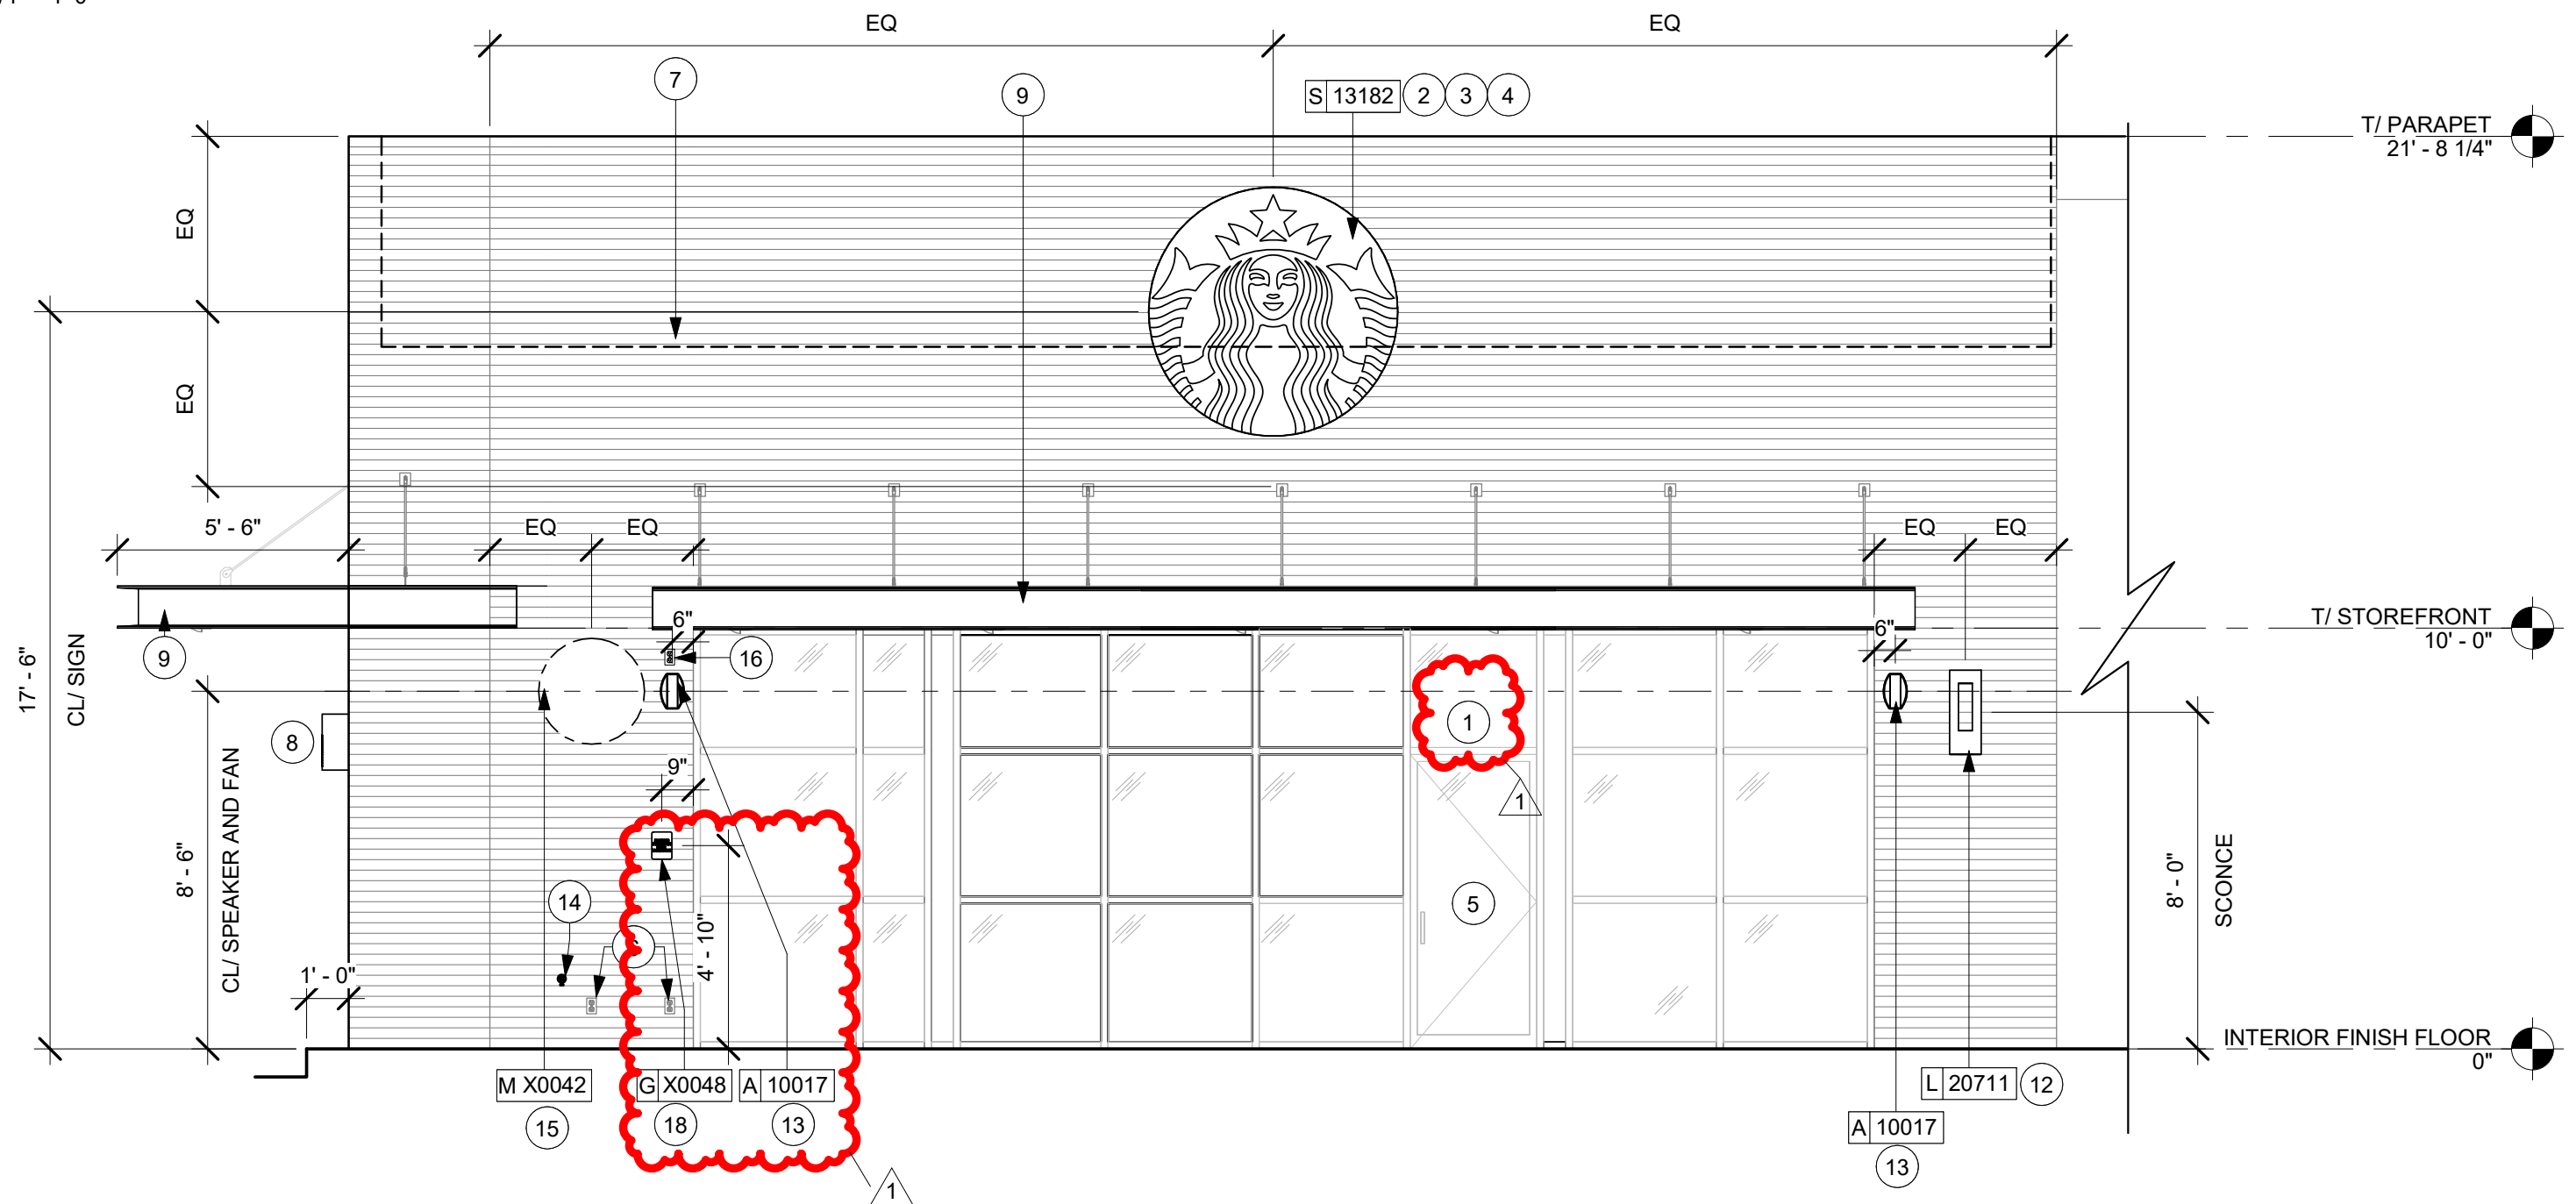 EQ
EQ
7
9
S 13182 2 3 4
T/ PARAPET
21' - 8 1/4"
EQ
EQ
5' - 6"
EQ
EQ
EQ
EQ
17' - 6"
CL/ SIGN
9
6"
16
6"
T/ STOREFRONT
10' - 0"
8
1
1
9"
8' - 6"
CL/ SPEAKER AND FAN
14
5
4' - 10"
8' - 0"
SCONCE
1' - 0"
INTERIOR FINISH FLOOR
0"
M X0042
G X0048
A 10017
L 20711 12
15
18
13
A 10017
13
1